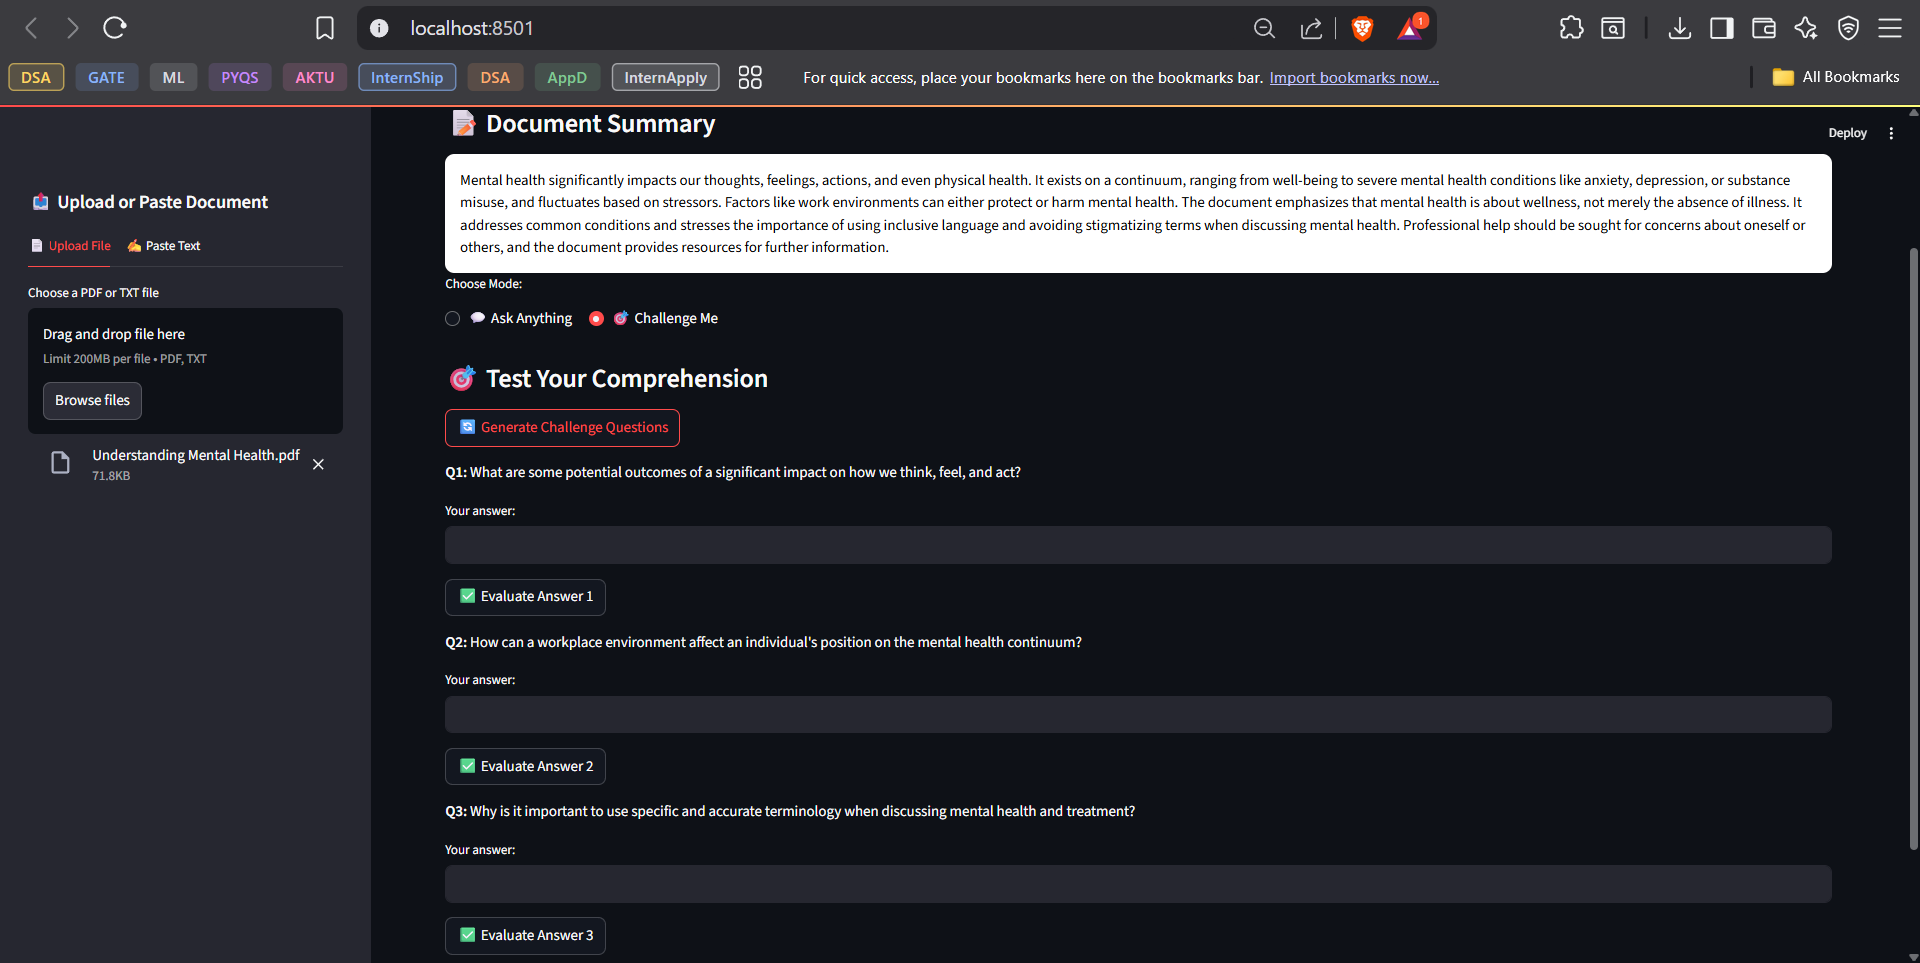 localhost:8501
1
DSA GATE ML PYQS AKTU InternShip DSA AppD InternApply For quick access, place your bookmarks here on the bookmarks bar. Import bookmarks now... All Bookmarks
Deploy
Upload or Paste Document
Upload File Paste Text
Choose a PDF or TXT file
Drag and drop file here
Limit 200MB per file • PDF, TXT
Browse files
Understanding Mental Health.pdf
71.8KB
Document Summary
Mental health significantly impacts our thoughts, feelings, actions, and even physical health. It exists on a continuum, ranging from well-being to severe mental health conditions like anxiety, depression, or substance
misuse, and fluctuates based on stressors. Factors like work environments can either protect or harm mental health. The document emphasizes that mental health is about wellness, not merely the absence of illness. It
addresses common conditions and stresses the importance of using inclusive language and avoiding stigmatizing terms when discussing mental health. Professional help should be sought for concerns about oneself or
others, and the document provides resources for further information.
Choose Mode:
Ask Anything Challenge Me
Test Your Comprehension
Generate Challenge Questions
Q1: What are some potential outcomes of a significant impact on how we think, feel, and act?
Your answer:
Evaluate Answer 1
Q2: How can a workplace environment affect an individual's position on the mental health continuum?
Your answer:
Evaluate Answer 2
Q3: Why is it important to use specific and accurate terminology when discussing mental health and treatment?
Your answer:
Evaluate Answer 3